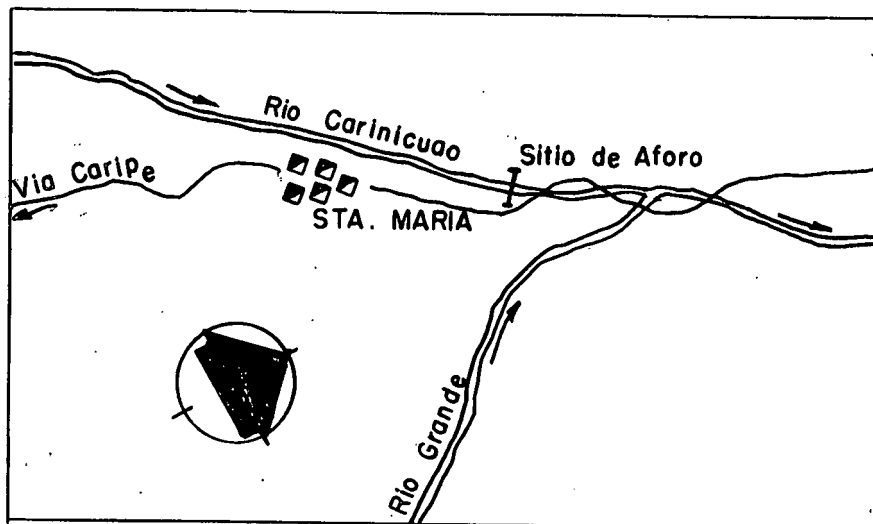 Rio Carinicuao
Sitio de Aforo
Via Caripe
STA. MARIA
Rio Grande